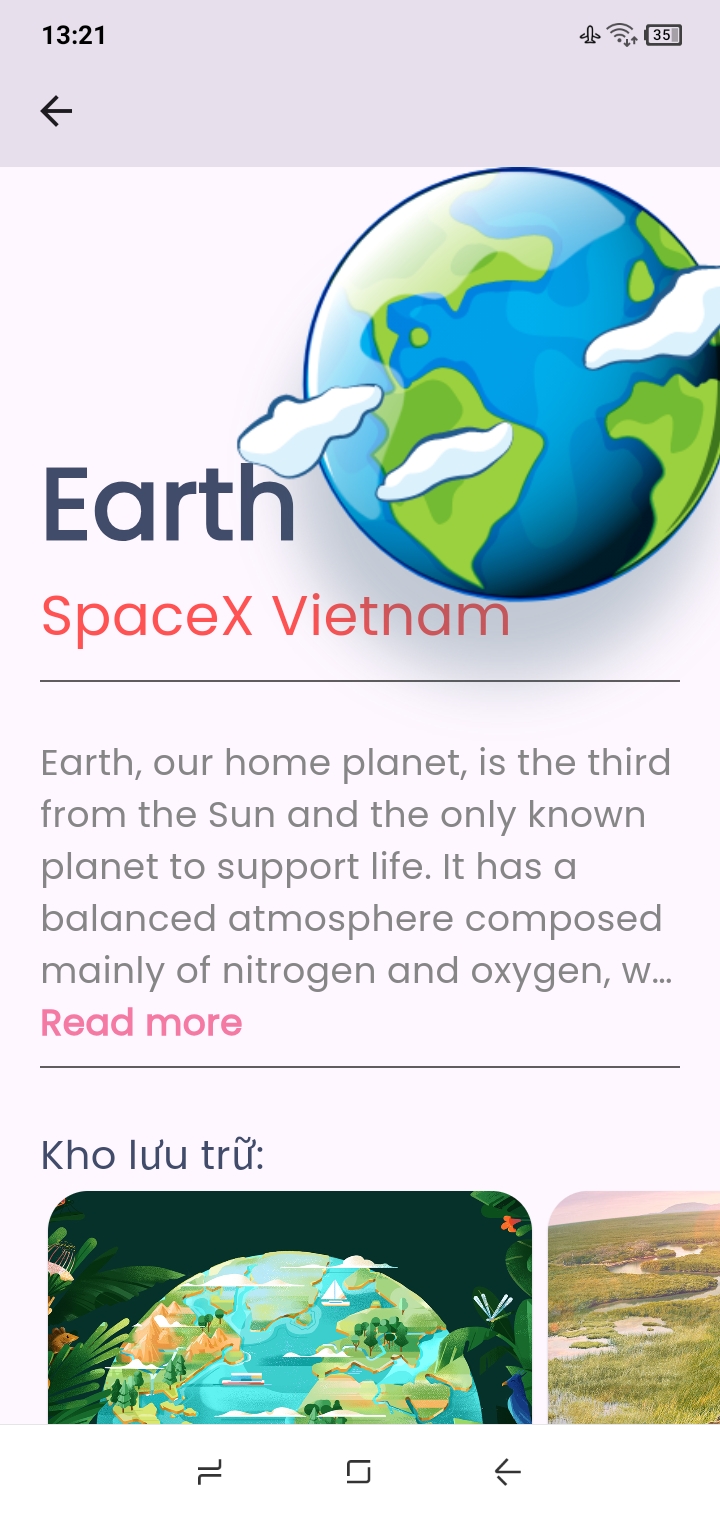 13:21
35
Earth
SpaceX Vietnam
Earth, our home planet, is the third
from the Sun and the only known
planet to support life. It has a
balanced atmosphere composed
mainly of nitrogen and oxygen, w...
Read more
Kho lưu trữ: